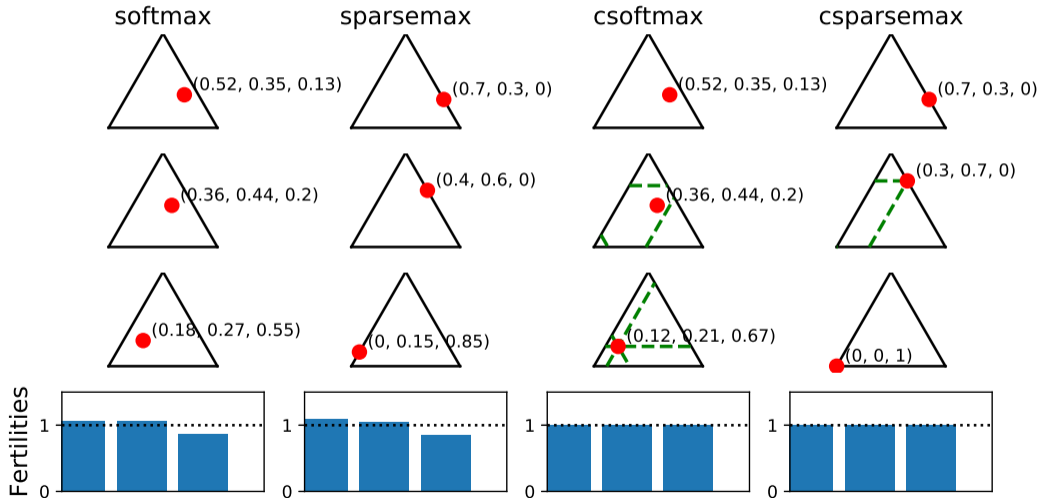 softmax sparsemax csoftmax csparsemax
(0.52, 0.35, 0.13) (0.7, 0.3, 0) (0.52, 0.35, 0.13) (0.7, 0.3, 0)
(0.36, 0.44, 0.2) (0.4, 0.6, 0) (0.36, 0.44, 0.2) (0.3, 0.7, 0)
(0.18, 0.27, 0.55) (0, 0.15, 0.85) (0.12, 0.21, 0.67) (0, 0, 1)
Fertilities
1 1 1 1
0 0 0 0